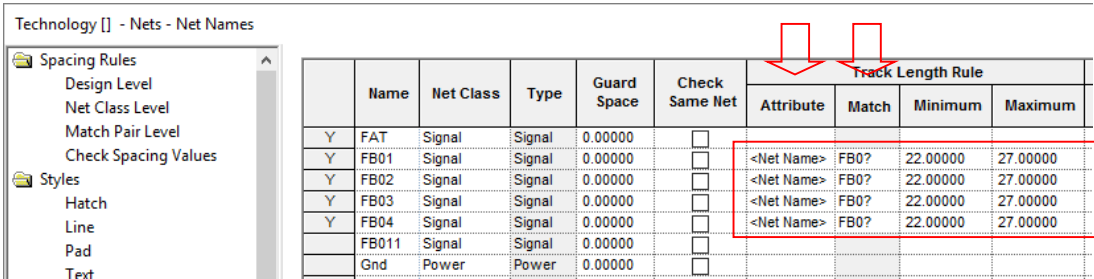 Technology [] - Nets - Net Names
Spacing Rules
Design Level
Net Class Level
Match Pair Level
Check Spacing Values
Styles
Hatch
Line
Pad
Text
Name Net Class Type Guard Space Check Same Net Track Length Rule
Attribute Match Minimum Maximum
Y FAT Signal Signal 0.00000
Y FB01 Signal Signal 0.00000 <Net Name> FB0? 22.00000 27.00000
Y FB02 Signal Signal 0.00000 <Net Name> FB0? 22.00000 27.00000
Y FB03 Signal Signal 0.00000 <Net Name> FB0? 22.00000 27.00000
Y FB04 Signal Signal 0.00000 <Net Name> FB0? 22.00000 27.00000
FB011 Signal Signal 0.00000
Gnd Power Power 0.00000